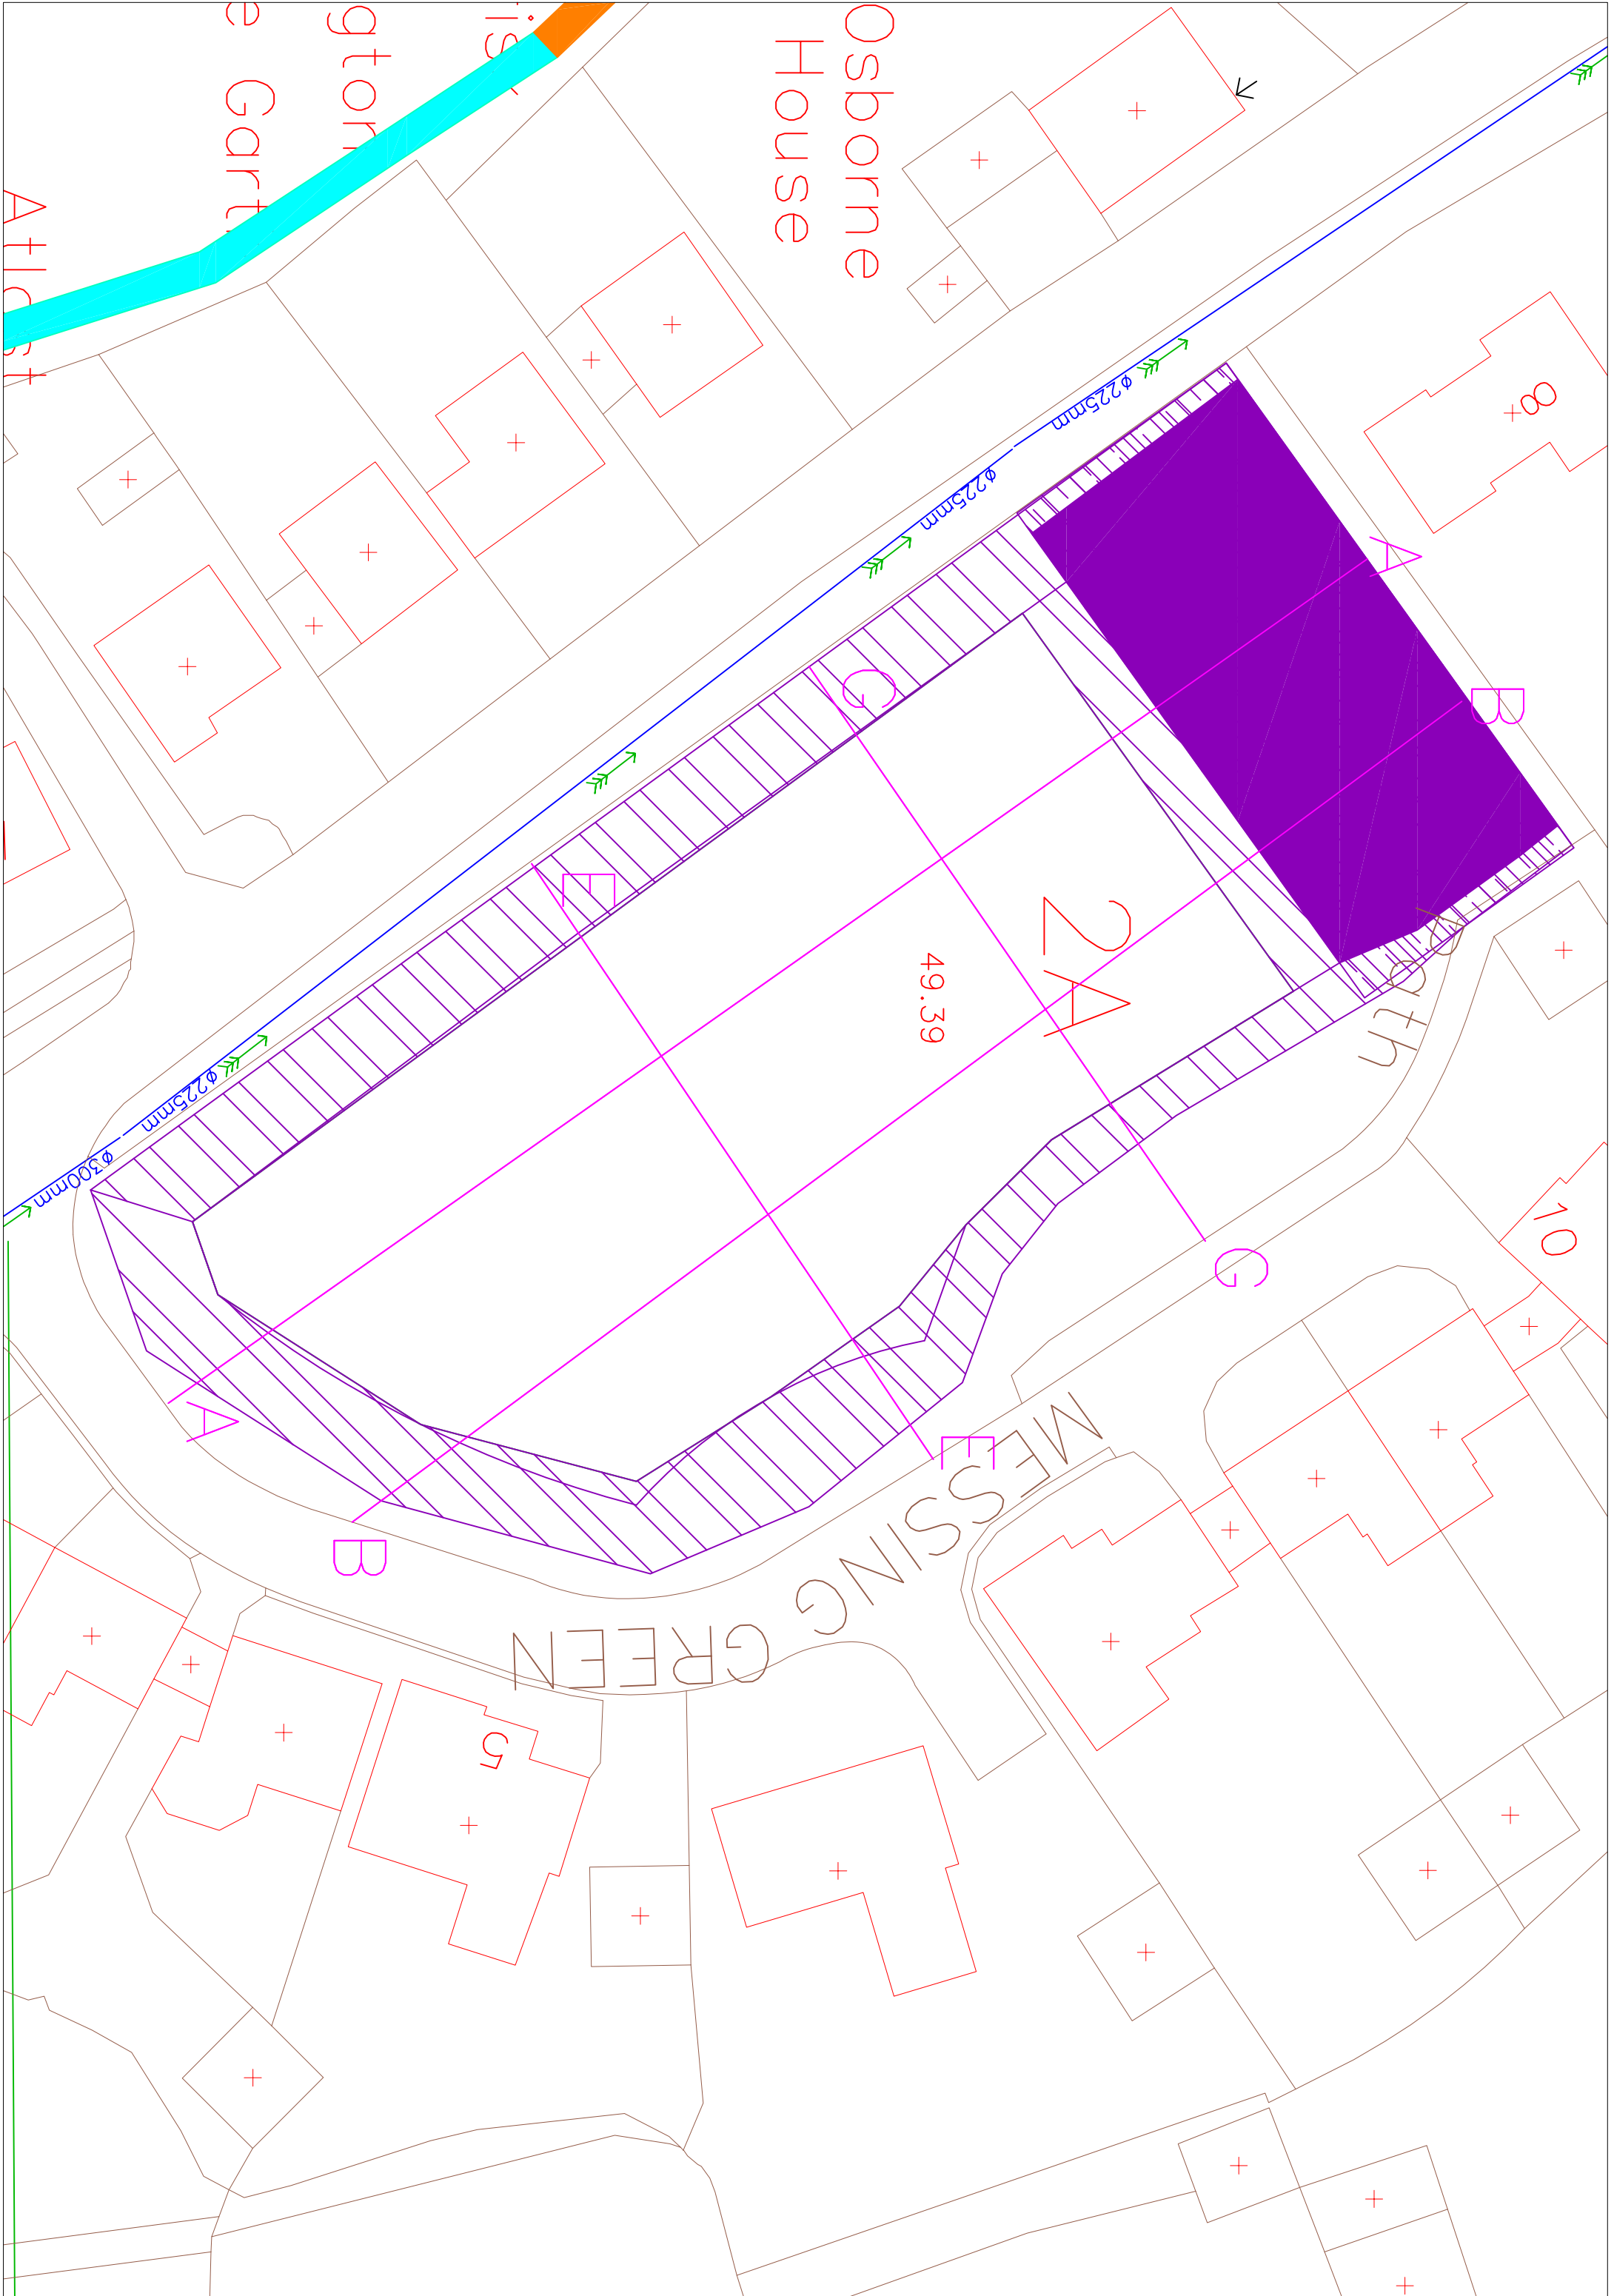 Osborne
House
8
ø225mm
ø225mm
A
B
C
E
2A
49.39
Path
ø225mm
ø300mm
10
G
A
E
B
MESSING GREEN
5